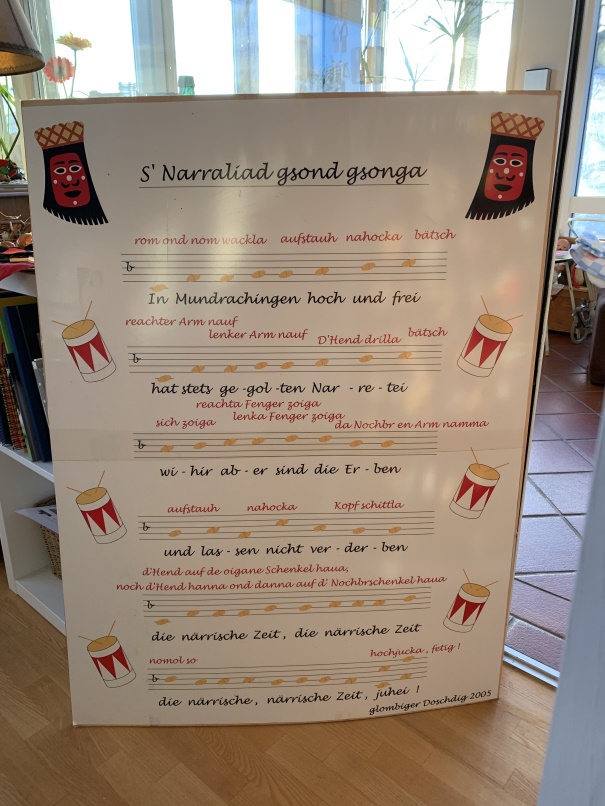 S' Narraliad gsond gsonga
rom ond nom wackla aufstauh nahocka bätsch
In Mundrachingen hoch und frei
reachter Arm nauf
lenker Arm nauf D'Hend drilla bätsch
hat stets ge - gol - ten Nar - re - tei
reachta Fenger zoiga
sich zoiga lenka Fenger zoiga da Nochbr en Arm namma
wi - hir ab - er sind die Er - ben
aufstauh nahocka Kopf schittla
und las - sen nicht ver - der - ben
d'Hend auf de oigane Schenkel haua,
noch d'Hend hanna ond danna auf d' Nochbrschenkel haua
die närrische Zeit, die närrische Zeit
nomol so hochjucka, fetig !
die närrische, närrische Zeit, juhei !
glombiger Doschdig 2005